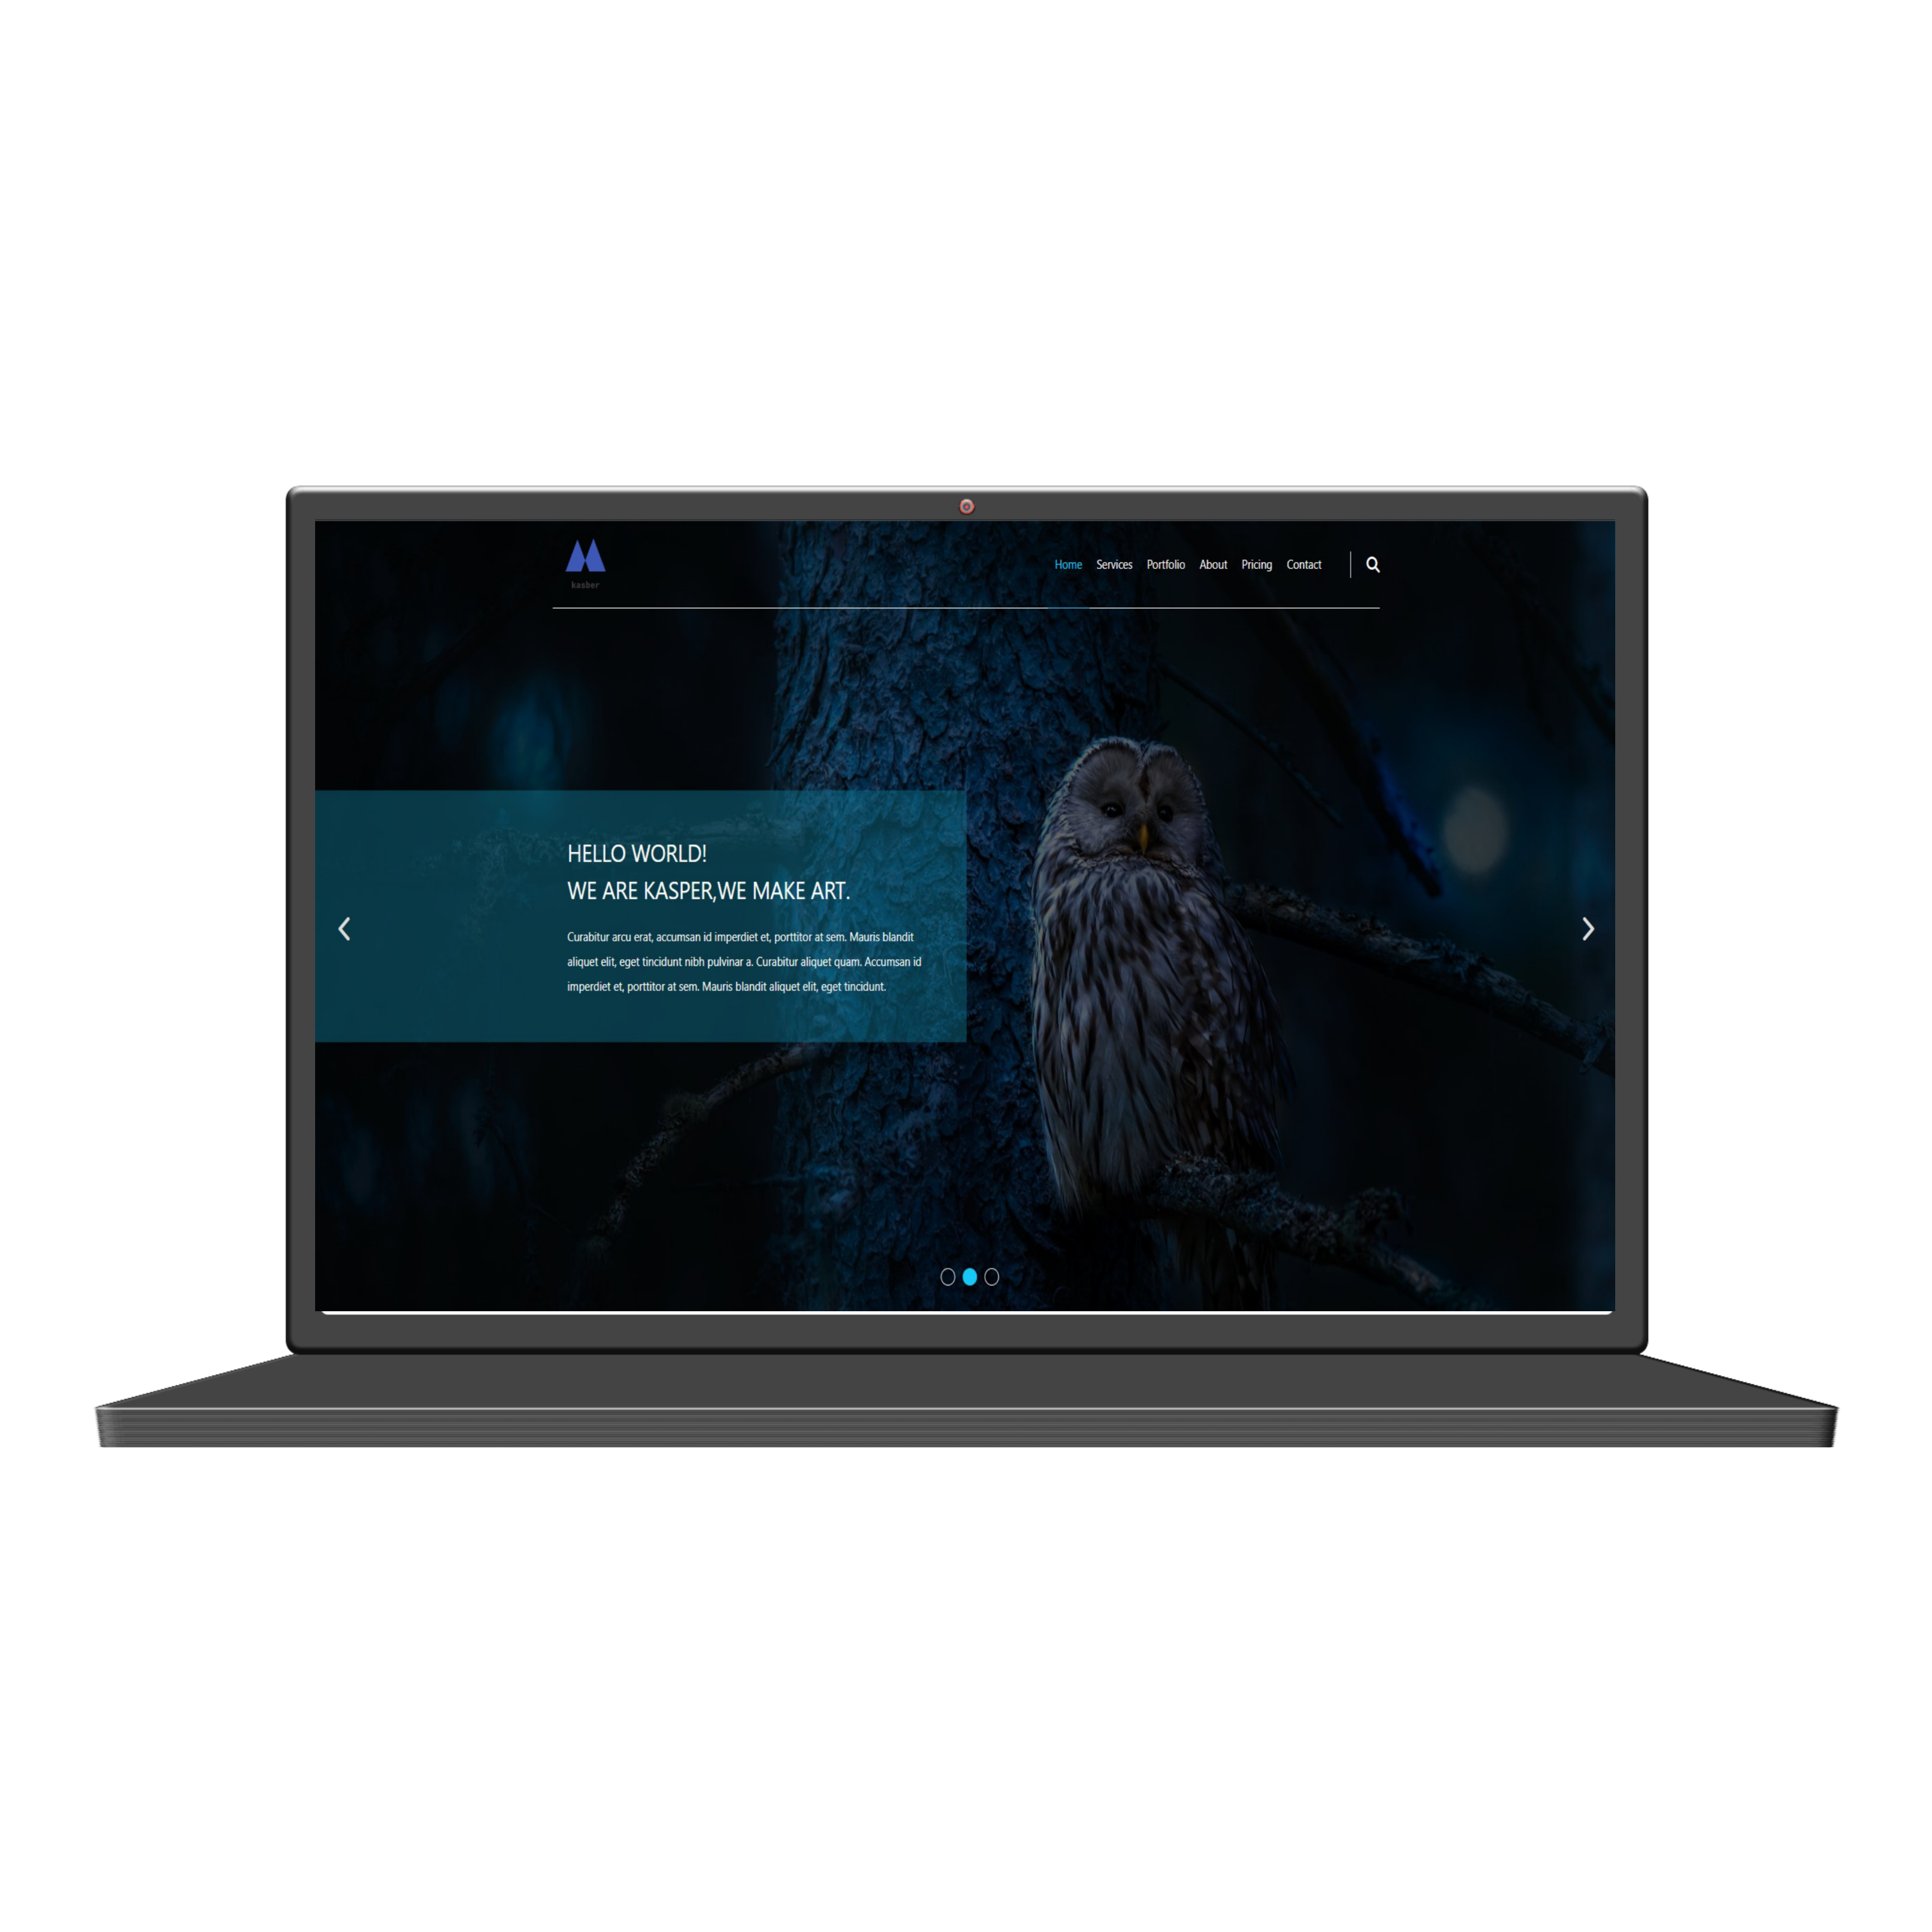 kasber
Home Services Portfolio About Pricing Contact
HELLO WORLD!
WE ARE KASPER,WE MAKE ART.
Curabitur arcu erat, accumsan id imperdiet et, porttitor at sem. Mauris blandit
aliquet elit, eget tincidunt nibh pulvinar a. Curabitur aliquet quam. Accumsan id
imperdiet et, porttitor at sem. Mauris blandit aliquet elit, eget tincidunt.